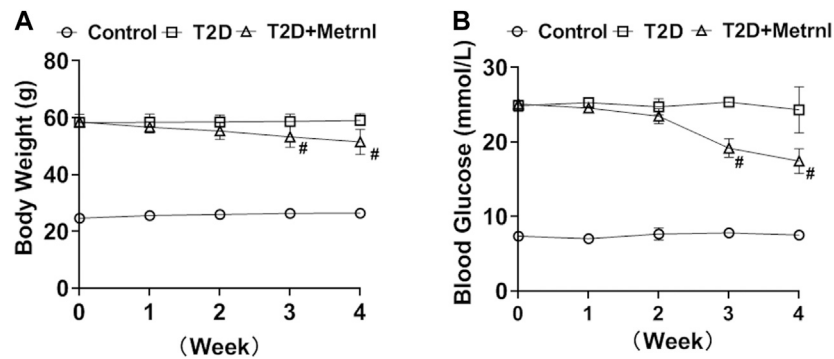 A
Control T2D T2D+Metrnl
Body Weight (g)
80
60
40
20
0
#
#
0 1 2 3 4
（Week）
B
Control T2D T2D+Metrnl
Blood Glucose (mmol/L)
30
20
10
0
#
#
0 1 2 3 4
（Week）